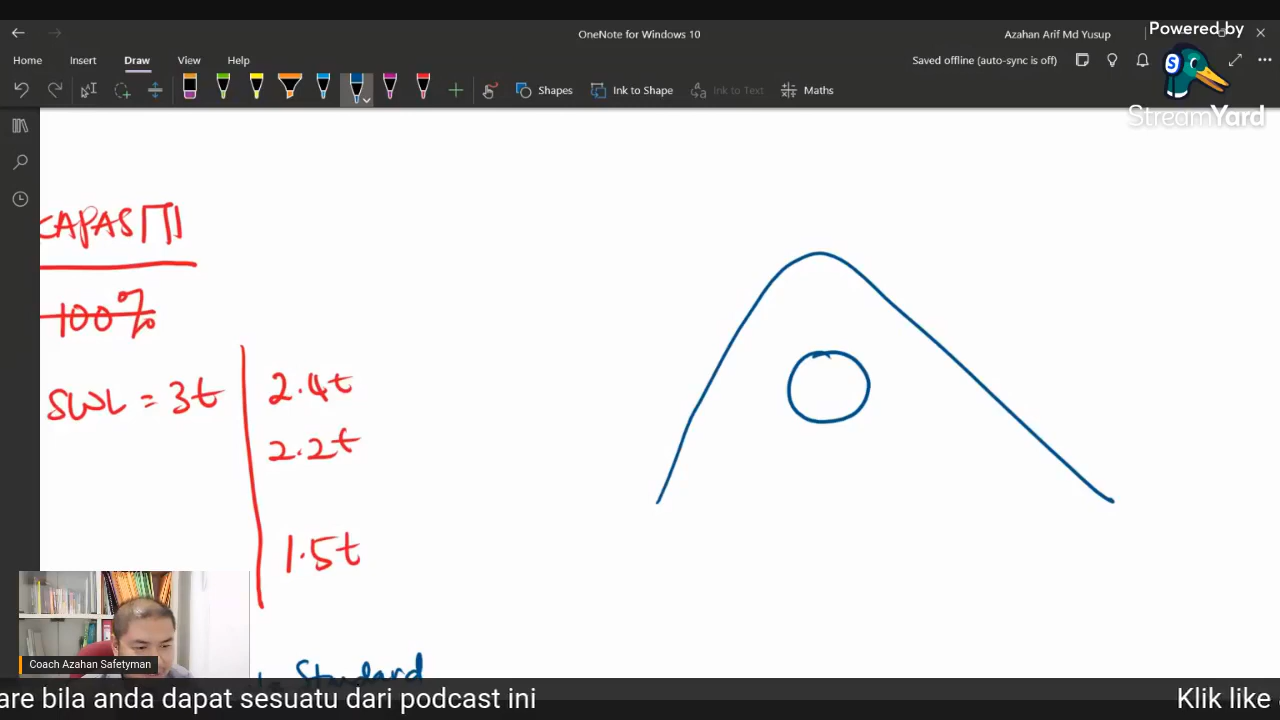 OneNote for Windows 10
Azahan Arif Md Yusup
Powered by
StreamYard
Home Insert Draw View Help
Saved offline (auto-sync is off)
Shapes Ink to Shape Ink to Text Maths
CAPASITI
100%
SWL = 3t
2.4t
2.2t
1.5t
Standard
Coach Azahan Safetyman
are bila anda dapat sesuatu dari podcast ini
Klik like